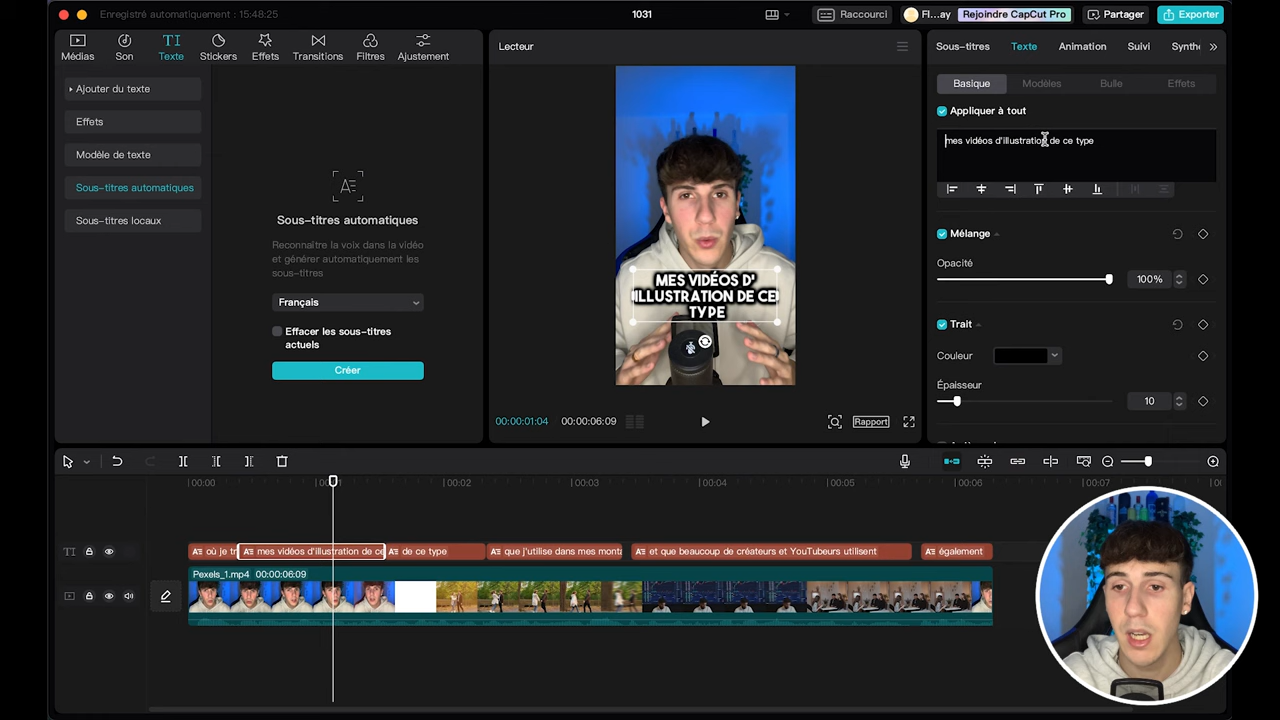 Enregistré automatiquement : 15:48:25
1031
Raccourci
Fl...ay
Rejoindre CapCut Pro
Partager
Exporter
Médias
Son
Texte
Stickers
Effets
Transitions
Filtres
Ajustement
Ajouter du texte
Effets
Modèle de texte
Sous-titres automatiques
Sous-titres locaux
Sous-titres automatiques
Reconnaître la voix dans la vidéo
et générer automatiquement les
sous-titres
Français
Effacer les sous-titres
actuels
Créer
Lecteur
MES VIDÉOS D'
ILLUSTRATION DE CE
TYPE
00:00:01:04
00:00:06:09
Rapport
Sous-titres
Texte
Animation
Suivi
Synthé
Basique
Modèles
Bulle
Effets
Appliquer à tout
mes vidéos d'illustration de ce type
Mélange
Opacité
100%
Trait
Couleur
Épaisseur
10
00:00
00:02
00:03
00:04
00:05
00:06
00:07
où je tr
mes vidéos d'illustration de ce
de ce type
que j'utilise dans mes monta
et que beaucoup de créateurs et YouTubeurs utilisent
également
Pexels_1.mp4 00:00:06:09